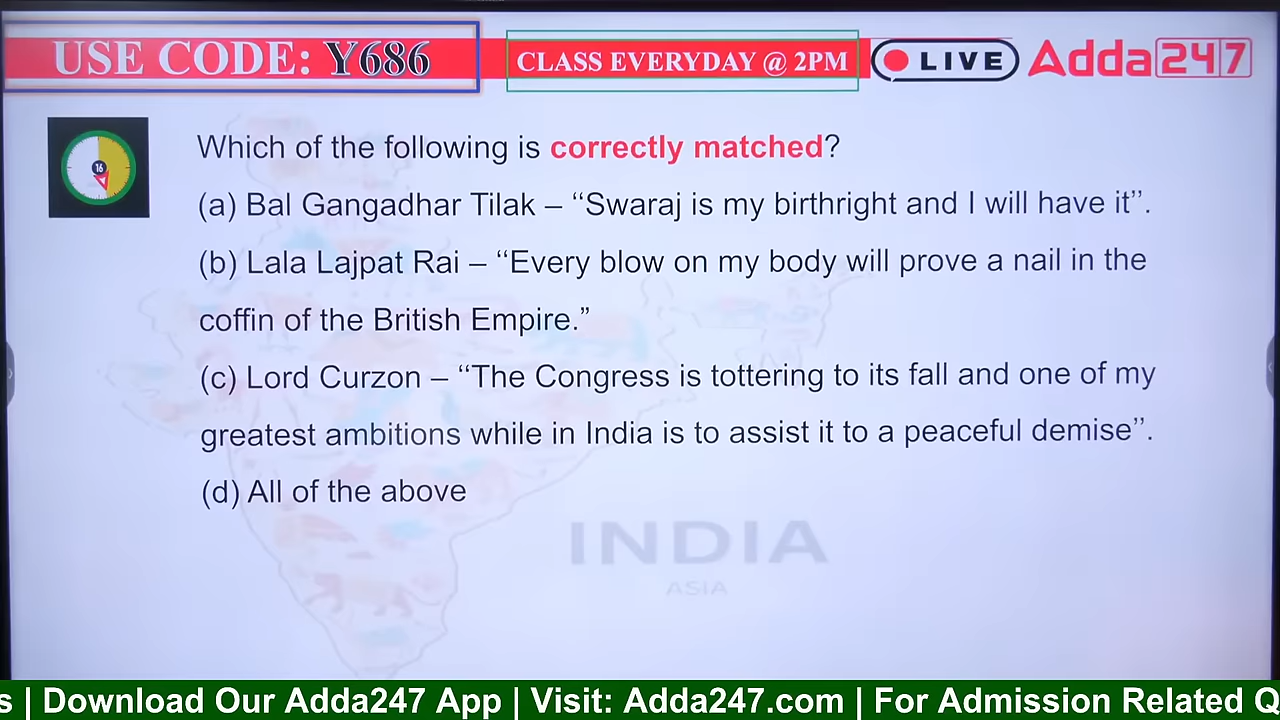 USE CODE: Y686
CLASS EVERYDAY @ 2PM
LIVE
Adda247
16
Which of the following is correctly matched?
(a) Bal Gangadhar Tilak – “Swaraj is my birthright and I will have it”.
(b) Lala Lajpat Rai – “Every blow on my body will prove a nail in the
coffin of the British Empire.”
(c) Lord Curzon – “The Congress is tottering to its fall and one of my
greatest ambitions while in India is to assist it to a peaceful demise”.
(d) All of the above
INDIA
ASIA
s | Download Our Adda247 App | Visit: Adda247.com | For Admission Related Q